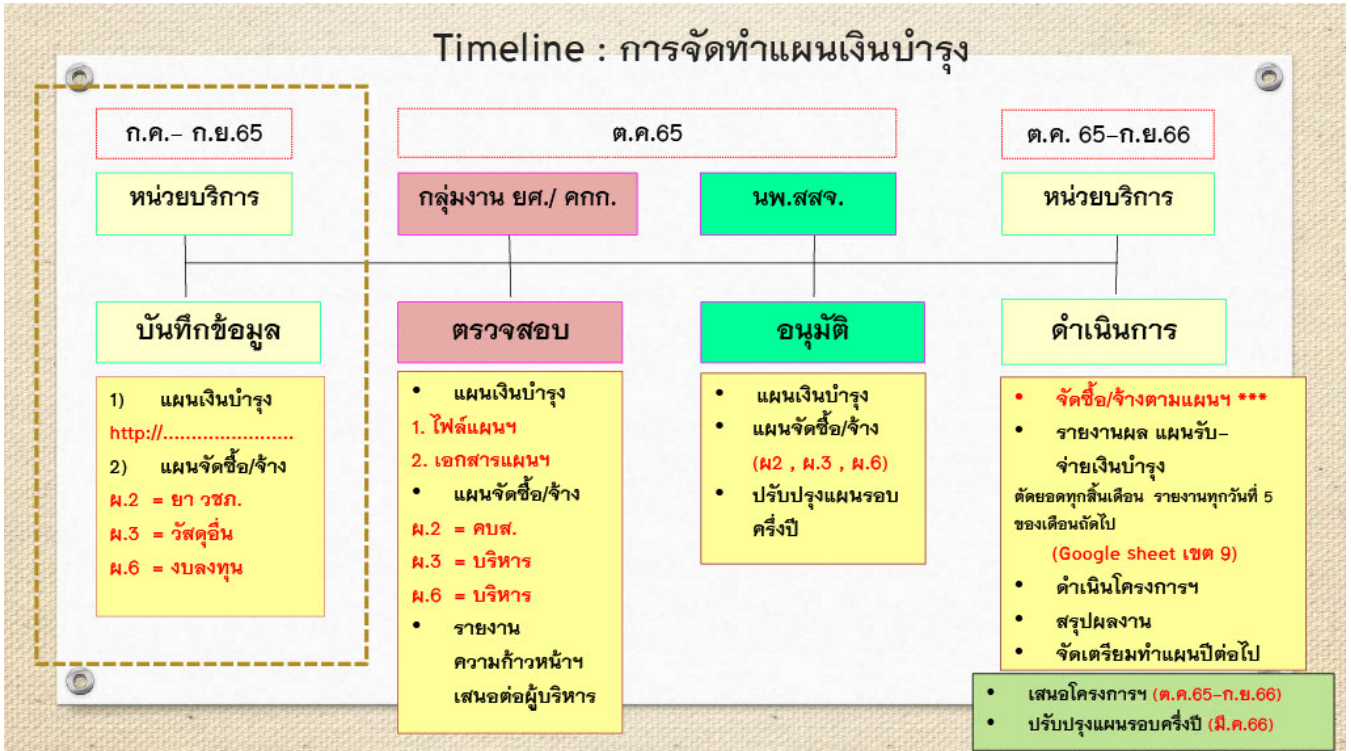 Timeline : การจัดทำแผนเงินบำรุง
ก.ค.– ก.ย.65
ต.ค.65
ต.ค. 65–ก.ย.66
หน่วยบริการ
กลุ่มงาน ยศ./ คกก.
นพ.สสจ.
หน่วยบริการ
บันทึกข้อมูล
1) แผนเงินบำรุง
http://.......................
2) แผนจัดซื้อ/จ้าง
ผ.2 = ยา วชภ.
ผ.3 = วัสดุอื่น
ผ.6 = งบลงทุน
ตรวจสอบ
• แผนเงินบำรุง
1. ไฟล์แผนฯ
2. เอกสารแผนฯ
• แผนจัดซื้อ/จ้าง
ผ.2 = คบส.
ผ.3 = บริหาร
ผ.6 = บริหาร
• รายงาน
ความก้าวหน้าฯ
เสนอต่อผู้บริหาร
อนุมัติ
• แผนเงินบำรุง
• แผนจัดซื้อ/จ้าง
(ผ2 , ผ.3 , ผ.6)
• ปรับปรุงแผนรอบ
ครึ่งปี
ดำเนินการ
• จัดซื้อ/จ้างตามแผนฯ ***
• รายงานผล แผนรับ–
จ่ายเงินบำรุง
ตัดยอดทุกสิ้นเดือน รายงานทุกวันที่ 5
ของเดือนถัดไป
(Google sheet เขต 9)
• ดำเนินโครงการฯ
• สรุปผลงาน
• จัดเตรียมทำแผนปีต่อไป
• เสนอโครงการฯ (ต.ค.65–ก.ย.66)
• ปรับปรุงแผนรอบครึ่งปี (มี.ค.66)